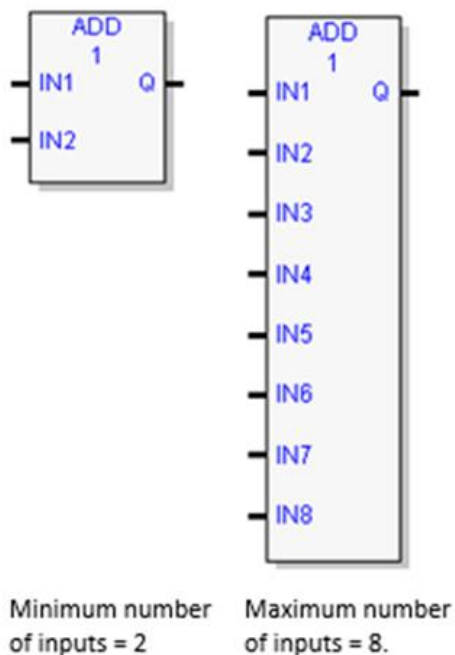 ADD
1
IN1 Q
IN2
ADD
1
IN1 Q
IN2
IN3
IN4
IN5
IN6
IN7
IN8
Minimum number
of inputs = 2
Maximum number
of inputs = 8.